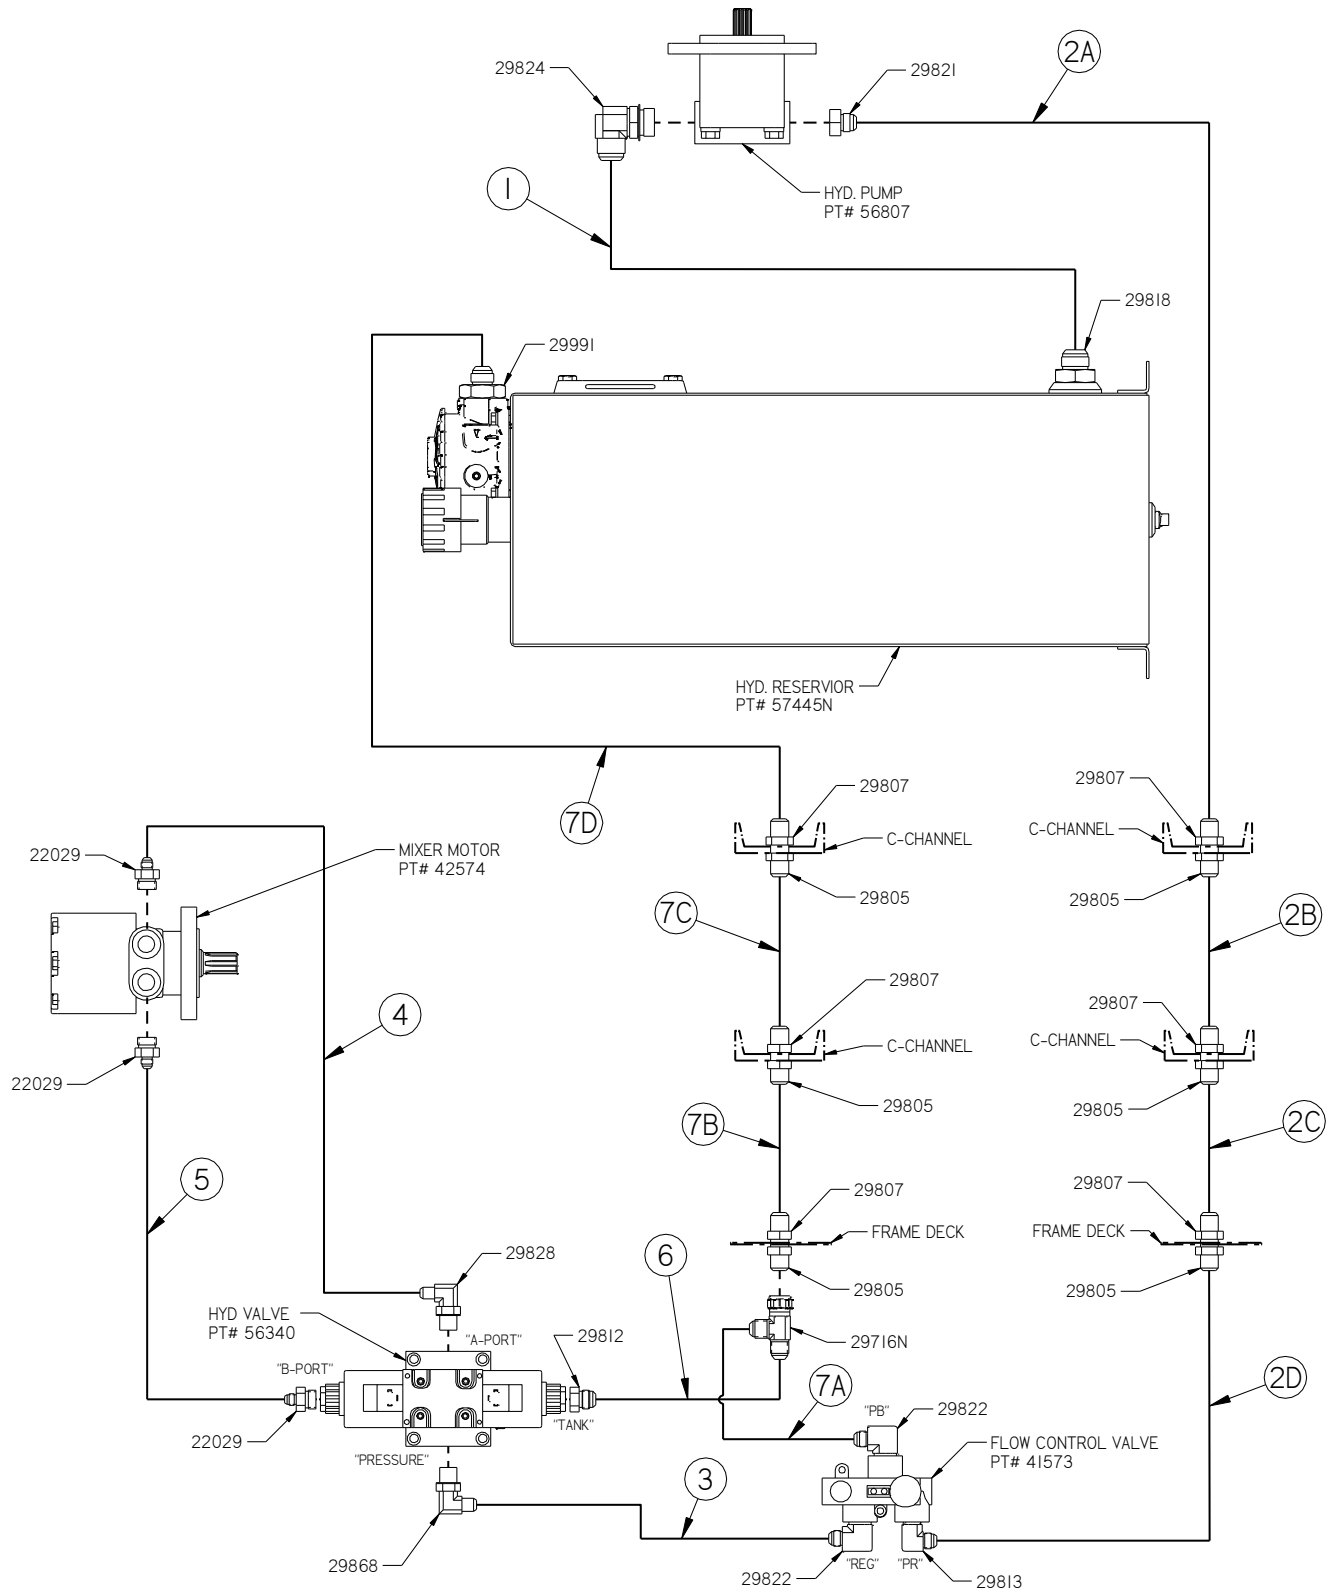 2A
29824
29821
1
HYD. PUMP
PT# 56807
29818
29991
HYD. RESERVIOR
PT# 57445N
7D
29807
C-CHANNEL
29805
29807
C-CHANNEL
29805
22029
MIXER MOTOR
PT# 42574
7C
2B
4
29807
C-CHANNEL
29805
29807
C-CHANNEL
29805
22029
7B
2C
5
29807
FRAME DECK
29805
29807
FRAME DECK
29805
6
29828
HYD VALVE
PT# 56340
"A-PORT"
29812
"B-PORT"
29716N
7A
2D
"TANK"
"PB"
29822
22029
"PRESSURE"
FLOW CONTROL VALVE
PT# 41573
3
29868
29822
"REG"
"PR"
29813